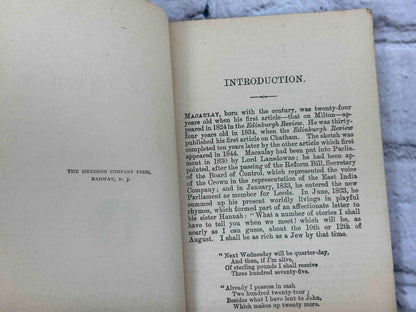 THE MERSHON COMPANY PRESS,
RAHWAY, N. J.
INTRODUCTION.
MACAULAY, born with the century, was twenty-four
years old when his first article—that on Milton—ap-
peared in 1824 in the Edinburgh Review. He was thirty-
four years old in 1834, when the Edinburgh Review
published his first article on Chatham. The sketch was
completed ten years later by the other article which first
appeared in 1844. Macaulay had been put into Parlia-
ment in 1830 by Lord Lansdowne; he had been ap-
pointed, after the passing of the Reform Bill, Secretary
of the Board of Control, which represented the voice
of the Crown in the representation of the East India
Company; and in January, 1833, he entered the new
Parliament as member for Leeds. In June, 1833, he
summed up his present worldly livings in playful
rhymes, which formed part of an affectionate letter to
his sister Hannah: "What a number of stories I shall
have to tell you when we meet! which will be, as
nearly as I can guess, about the 10th or 12th of
August. I shall be rich as a Jew by that time.
"Next Wednesday will be quarter-day,
And then, if I'm alive,
Of sterling pounds I shall receive
Three hundred seventy-five.
"Already I possess in cash
Two hundred twenty-four;
Besides what I have lent to John,
Which makes up twenty more.